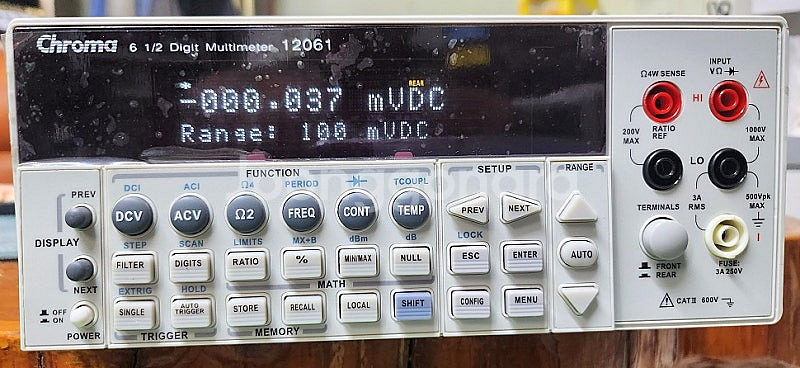 Chroma 6 1/2 Digit Multimeter 12061
REAR
* -000.037 mVDC
Range: 100 mVDC
FUNCTION
SETUP
RANGE
DCI ACI Ω4 PERIOD TCOUPL
DCV ACV Ω2 FREQ CONT TEMP
STEP SCAN LIMITS MX+B dBm dB
FILTER DIGITS RATIO % MIN/MAX NULL
MATH
EXTRIG HOLD
SINGLE AUTO TRIGGER STORE RECALL LOCAL SHIFT
TRIGGER MEMORY
PREV
DISPLAY
NEXT
OFF
ON
POWER
PREV NEXT
LOCK
ESC ENTER
CONFIG MENU
AUTO
Ω4W SENSE
INPUT
VΩ
HI
200V
MAX
RATIO
REF
1000V
MAX
LO
TERMINALS
3A
RMS
500Vpk
MAX
I
FRONT
REAR
FUSE:
3A 250V
CAT II 600V